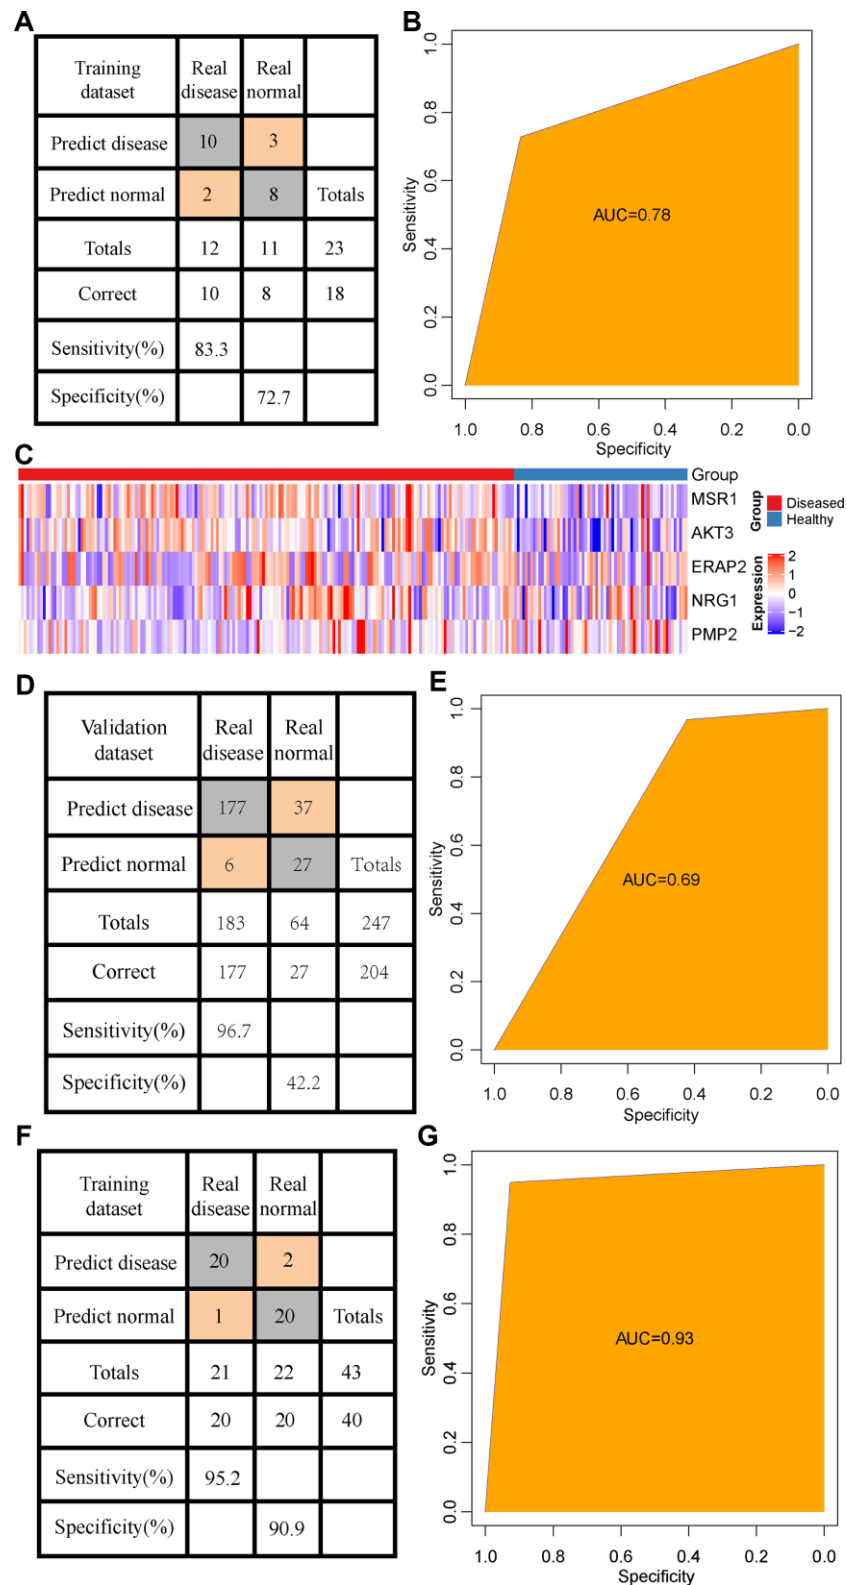 A
Training dataset Real disease Real normal
Predict disease 10 3
Predict normal 2 8 Totals
Totals 12 11 23
Correct 10 8 18
Sensitivity(%) 83.3
Specificity(%) 72.7
B
Sensitivity
1.0
0.8
0.6
0.4
0.2
0.0
AUC=0.78
1.0 0.8 0.6 0.4 0.2 0.0
Specificity
C
Group
MSR1
AKT3
ERAP2
NRG1
PMP2
Group
Diseased
Healthy
Expression
2
1
0
−1
−2
D
Validation dataset Real disease Real normal
Predict disease 177 37
Predict normal 6 27 Totals
Totals 183 64 247
Correct 177 27 204
Sensitivity(%) 96.7
Specificity(%) 42.2
E
Sensitivity
1.0
0.8
0.6
0.4
0.2
0.0
AUC=0.69
1.0 0.8 0.6 0.4 0.2 0.0
Specificity
F
Training dataset Real disease Real normal
Predict disease 20 2
Predict normal 1 20 Totals
Totals 21 22 43
Correct 20 20 40
Sensitivity(%) 95.2
Specificity(%) 90.9
G
Sensitivity
1.0
0.8
0.6
0.4
0.2
0.0
AUC=0.93
1.0 0.8 0.6 0.4 0.2 0.0
Specificity